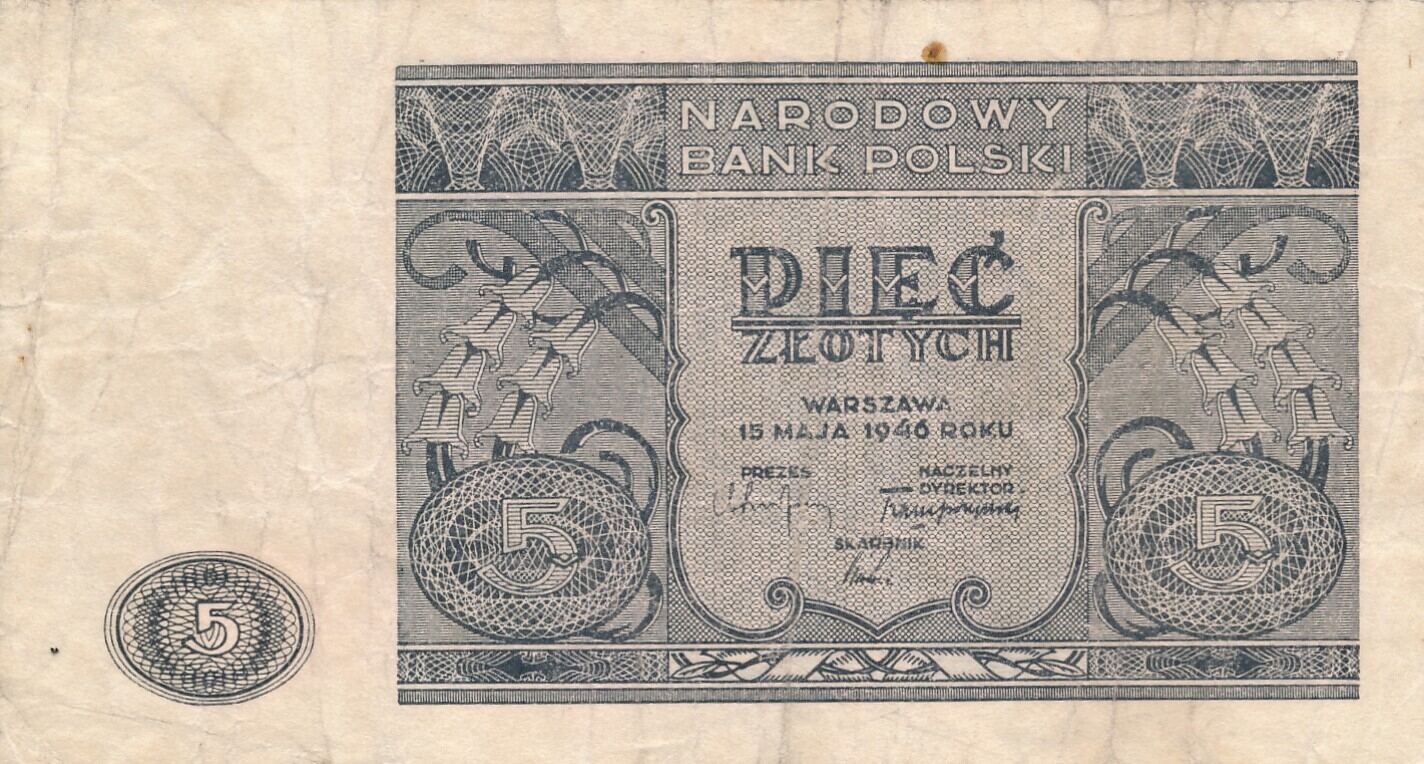 NARODOWY
BANK POLSKI
PIĘĆ
ZŁOTYCH
WARSZAWA
15 MAJA 1946 ROKU
PREZES
NACZELNY
DYREKTOR
SKARBNIK
5
5
5